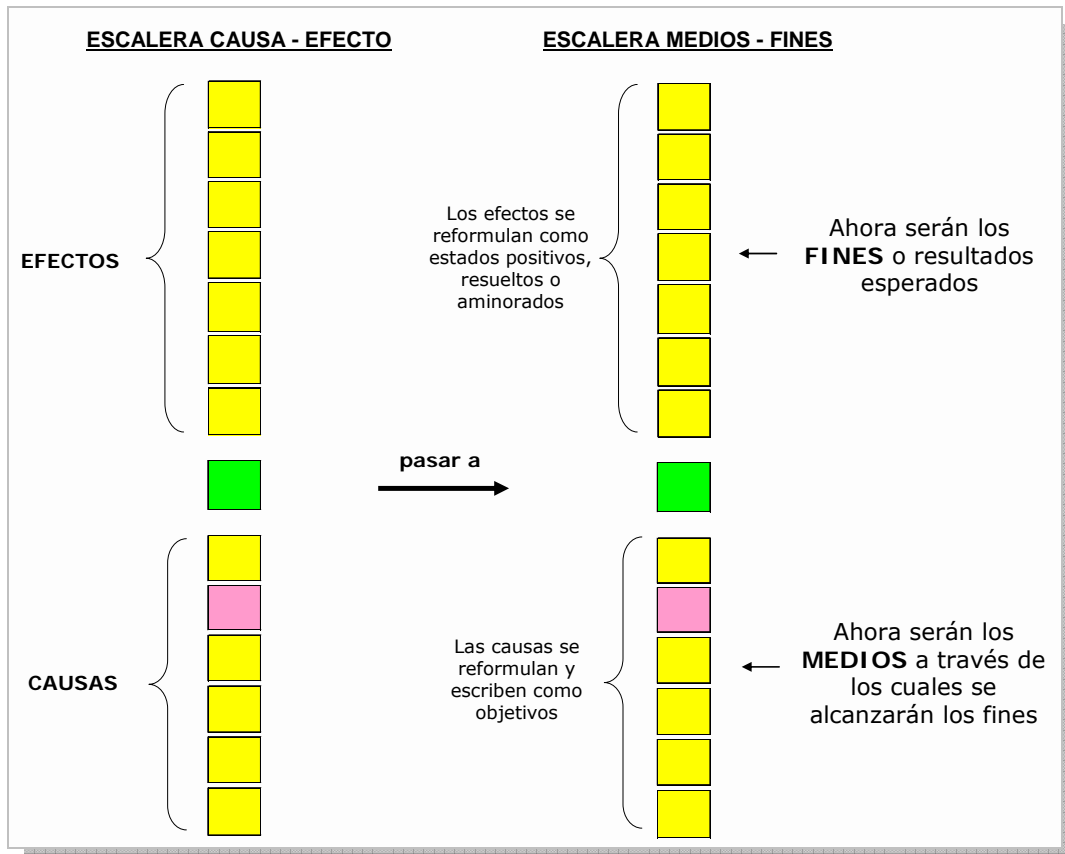 ESCALERA CAUSA - EFECTO
ESCALERA MEDIOS - FINES
EFECTOS
Los efectos se
reformulan como
estados positivos,
resueltos o
aminorados
Ahora serán los
FINES o resultados
esperados
pasar a
CAUSAS
Las causas se
reformulan y
escriben como
objetivos
Ahora serán los
MEDIOS a través de
los cuales se
alcanzarán los fines